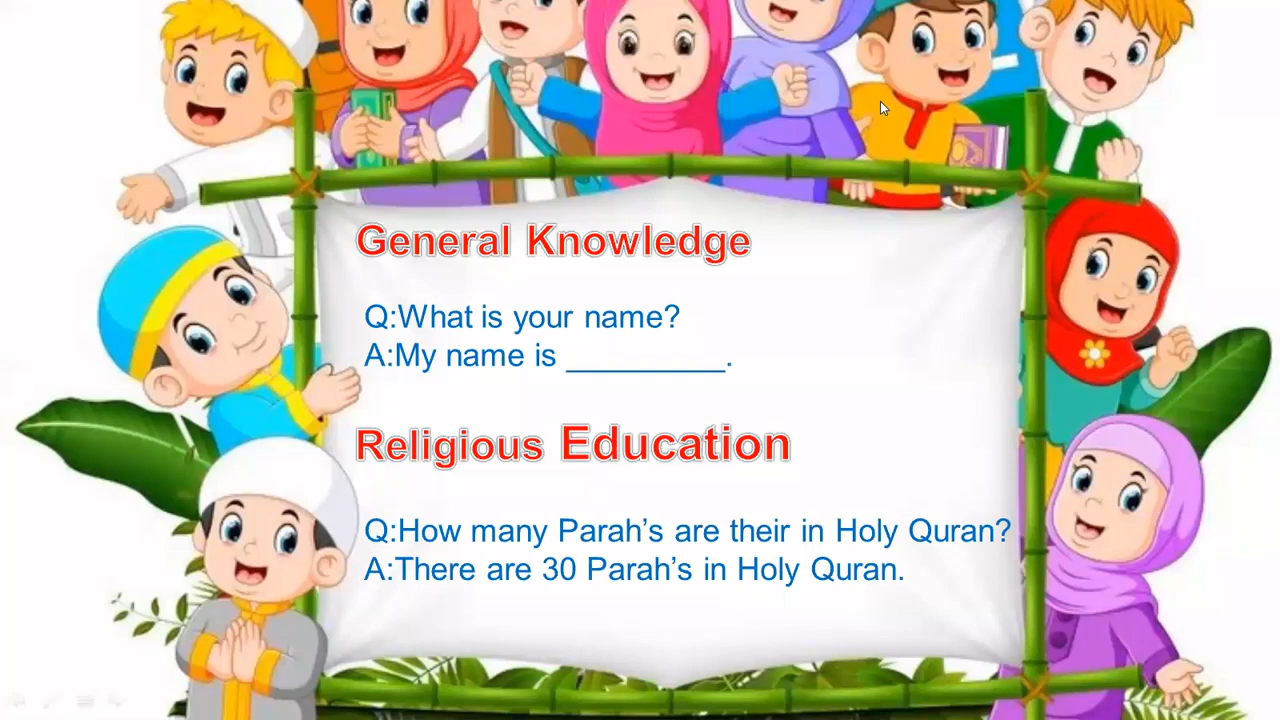 General Knowledge
Q:What is your name?
A:My name is _________.
Religious Education
Q:How many Parah’s are their in Holy Quran?
A:There are 30 Parah’s in Holy Quran.